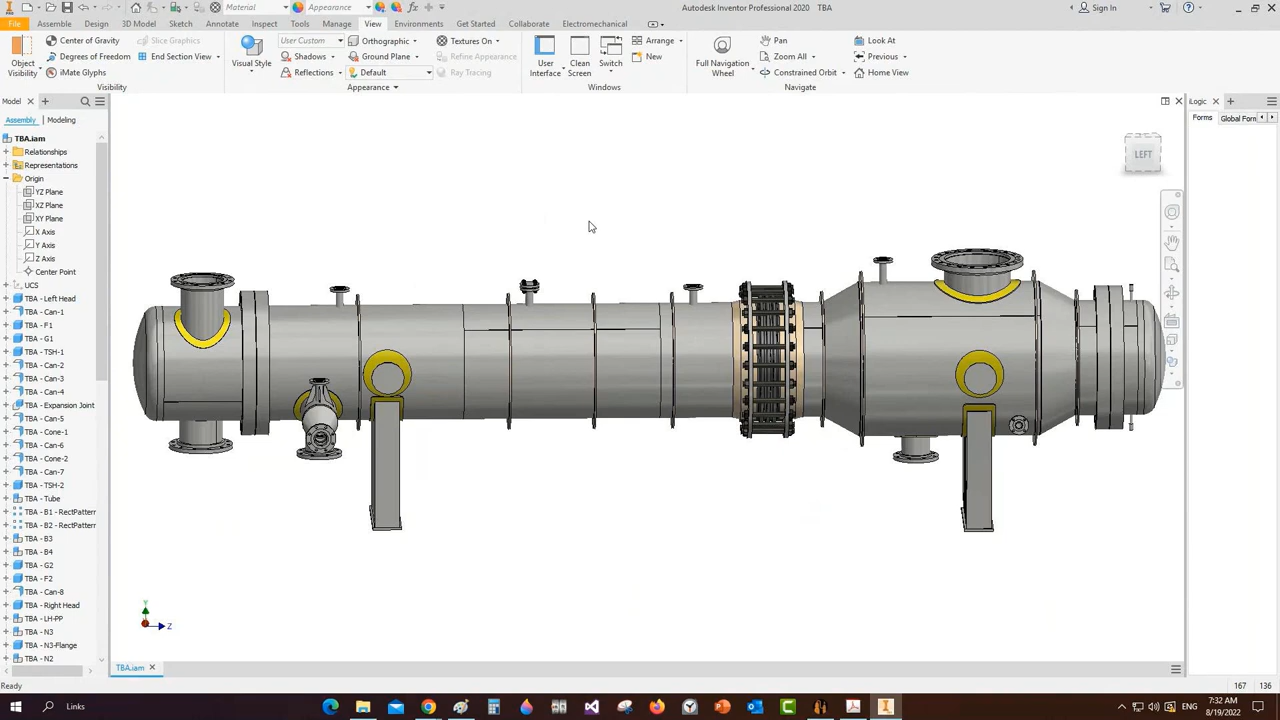 Material
Appearance
Autodesk Inventor Professional 2020 TBA
Sign In
File
Assemble
Design
3D Model
Sketch
Annotate
Inspect
Tools
Manage
View
Environments
Get Started
Collaborate
Electromechanical
Object Visibility
Center of Gravity
Degrees of Freedom
iMate Glyphs
Slice Graphics
End Section View
Visibility
Visual Style
User Custom
Shadows
Reflections
Orthographic
Ground Plane
Default
Textures On
Refine Appearance
Ray Tracing
Appearance
User Interface
Clean Screen
Switch
Arrange
New
Windows
Full Navigation Wheel
Pan
Zoom All
Constrained Orbit
Look At
Previous
Home View
Navigate
Model
Assembly
Modeling
TBA.iam
Relationships
Representations
Origin
YZ Plane
XZ Plane
XY Plane
X Axis
Y Axis
Z Axis
Center Point
UCS
TBA - Left Head
TBA - Can-1
TBA - F1
TBA - G1
TBA - TSH-1
TBA - Can-2
TBA - Can-3
TBA - Can-4
TBA - Expansion Joint
TBA - Can-5
TBA - Cone-1
TBA - Can-6
TBA - Cone-2
TBA - Can-7
TBA - TSH-2
TBA - Tube
TBA - B1 - RectPattern
TBA - B2 - RectPattern
TBA - B3
TBA - B4
TBA - G2
TBA - F2
TBA - Can-8
TBA - Right Head
TBA - LH-PP
TBA - N3
TBA - N3-Flange
TBA - N2
LEFT
iLogic
Forms
Global Forn
Y
Z
TBA.iam
Ready
167
136
Links
ENG
7:32 AM
8/19/2022